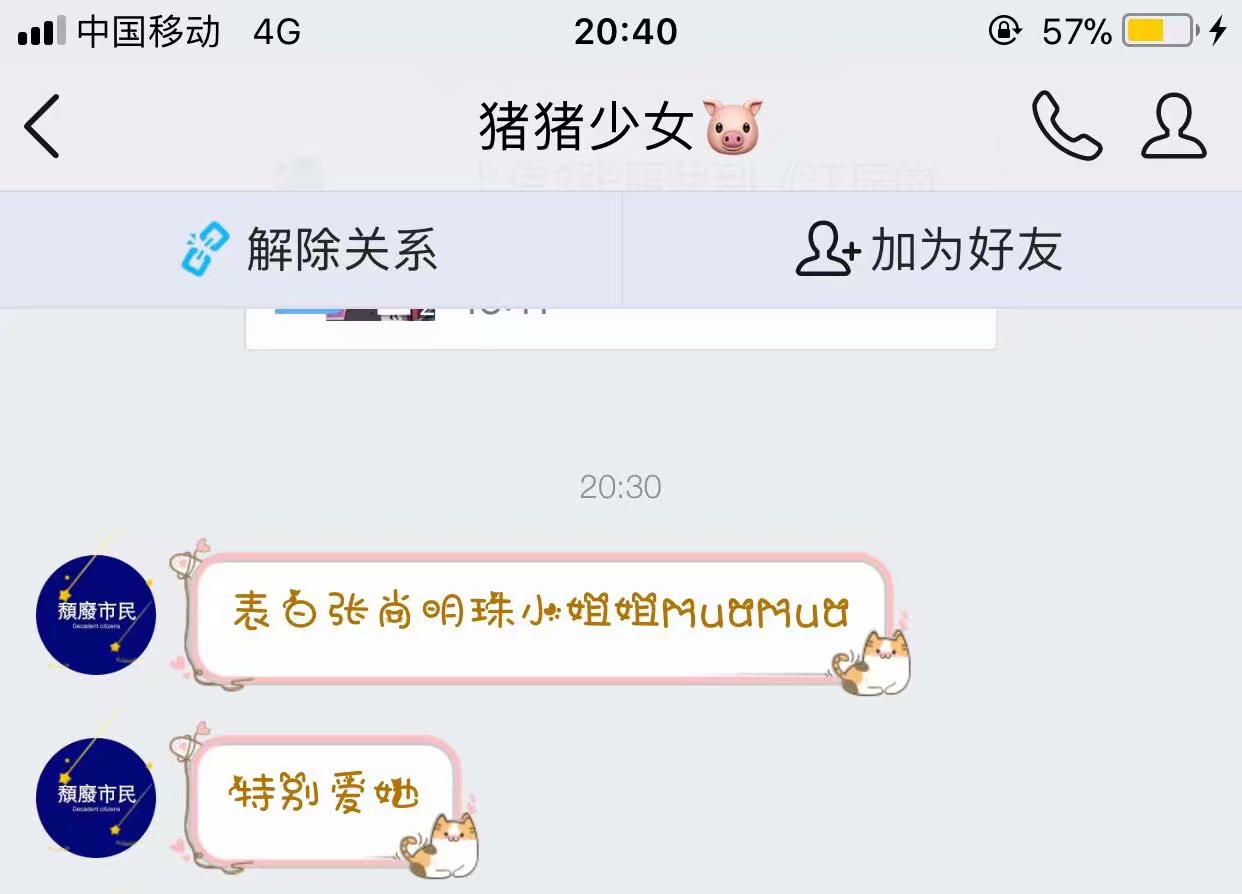 中国移动 4G 20:40 57%
猪猪少女🐷
解除关系 加为好友
20:30
頹廢市民
Decadent citizens
表白张尚明珠小姐姐MuaMua
頹廢市民
Decadent citizens
特别爱她